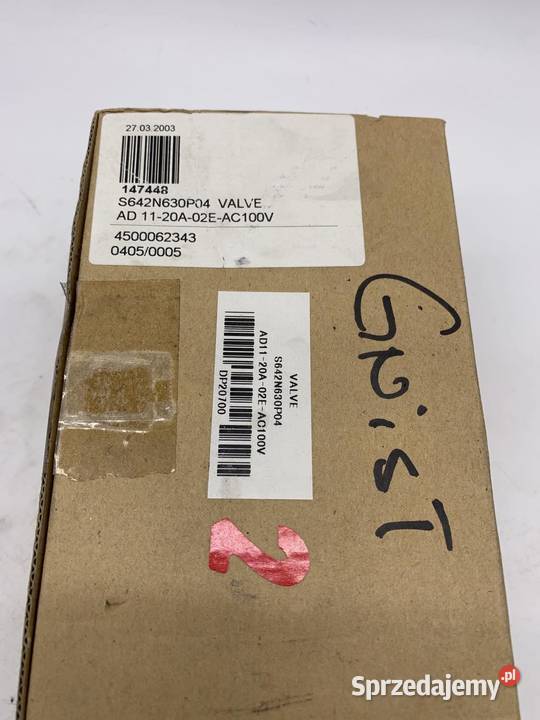 27.03.2003
147448
S642N630P04 VALVE
AD 11-20A-02E-AC100V
4500062343
0405/0005
VALVE
S642N630P04
AD11-20A-02E-AC100V
DP20700
GNiST
2
Sprzedajemy.pl